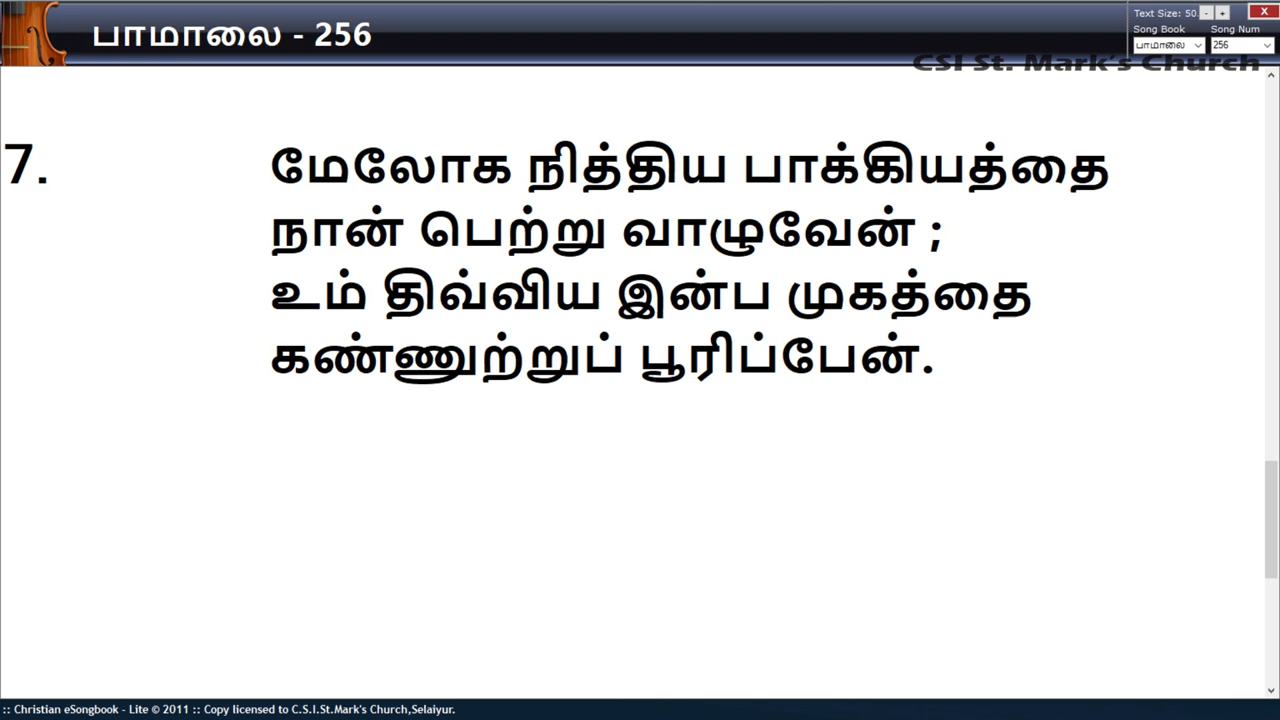 பாமாலை - 256
Text Size: 50. - + X
Song Book Song Num
பாமாலை 256
CSI St. Mark's Church
7. மேலோக நித்திய பாக்கியத்தை
நான் பெற்று வாழுவேன் ;
உம் திவ்விய இன்ப முகத்தை
கண்ணுற்றுப் பூரிப்பேன்.
:: Christian eSongbook - Lite © 2011 :: Copy licensed to C.S.I.St.Mark's Church,Selaiyur.